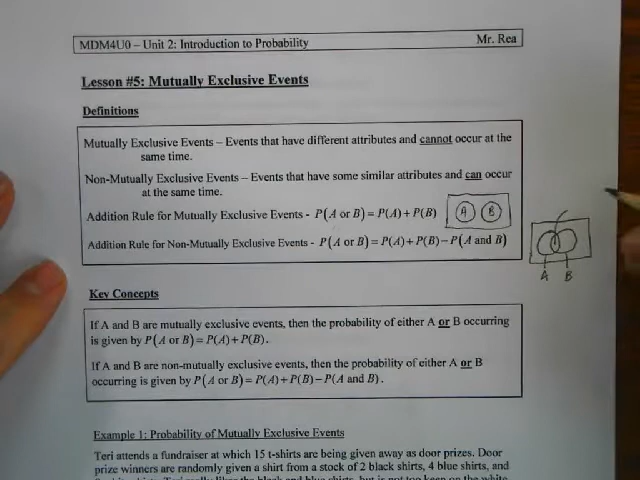 MDM4U0 – Unit 2: Introduction to Probability Mr. Rea
Lesson #5: Mutually Exclusive Events
Definitions
Mutually Exclusive Events – Events that have different attributes and cannot occur at the
same time.
Non-Mutually Exclusive Events – Events that have some similar attributes and can occur
at the same time.
Addition Rule for Mutually Exclusive Events - P(A or B) = P(A) + P(B) A B
Addition Rule for Non-Mutually Exclusive Events - P(A or B) = P(A) + P(B) – P(A and B)
A B
Key Concepts
If A and B are mutually exclusive events, then the probability of either A or B occurring
is given by P(A or B) = P(A) + P(B).
If A and B are non-mutually exclusive events, then the probability of either A or B
occurring is given by P(A or B) = P(A) + P(B) – P(A and B).
Example 1: Probability of Mutually Exclusive Events
Teri attends a fundraiser at which 15 t-shirts are being given away as door prizes. Door
prize winners are randomly given a shirt from a stock of 2 black shirts, 4 blue shirts, and